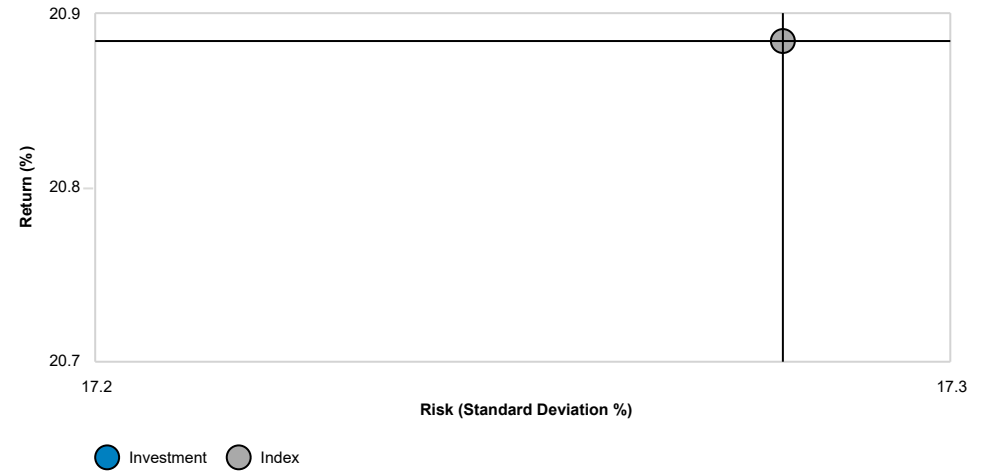 20.9
Return (%)
20.8
20.7
17.2
17.3
Risk (Standard Deviation %)
Investment
Index